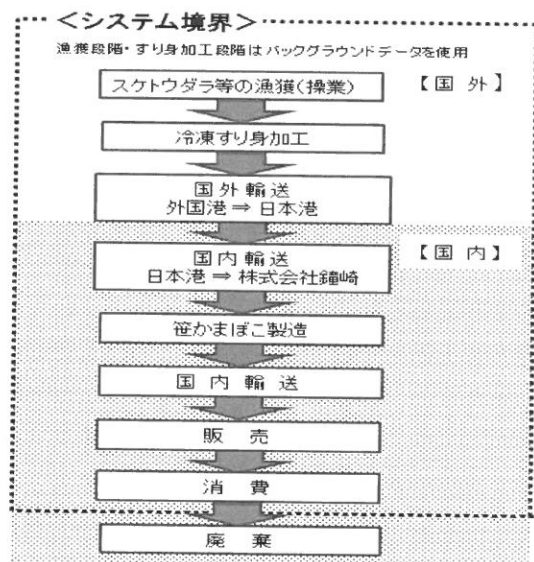 ＜システム境界＞
漁獲段階・すり身加工段階はバックグラウンドデータを使用
スケトウダラ等の漁獲(操業)
【国 外】
冷凍すり身加工
国外輸送
外国港 ⇒ 日本港
国内輸送
日本港 ⇒ 株式会社鐘崎
【国 内】
笹かまぼこ製造
国内輸送
販 売
消 費
廃 棄